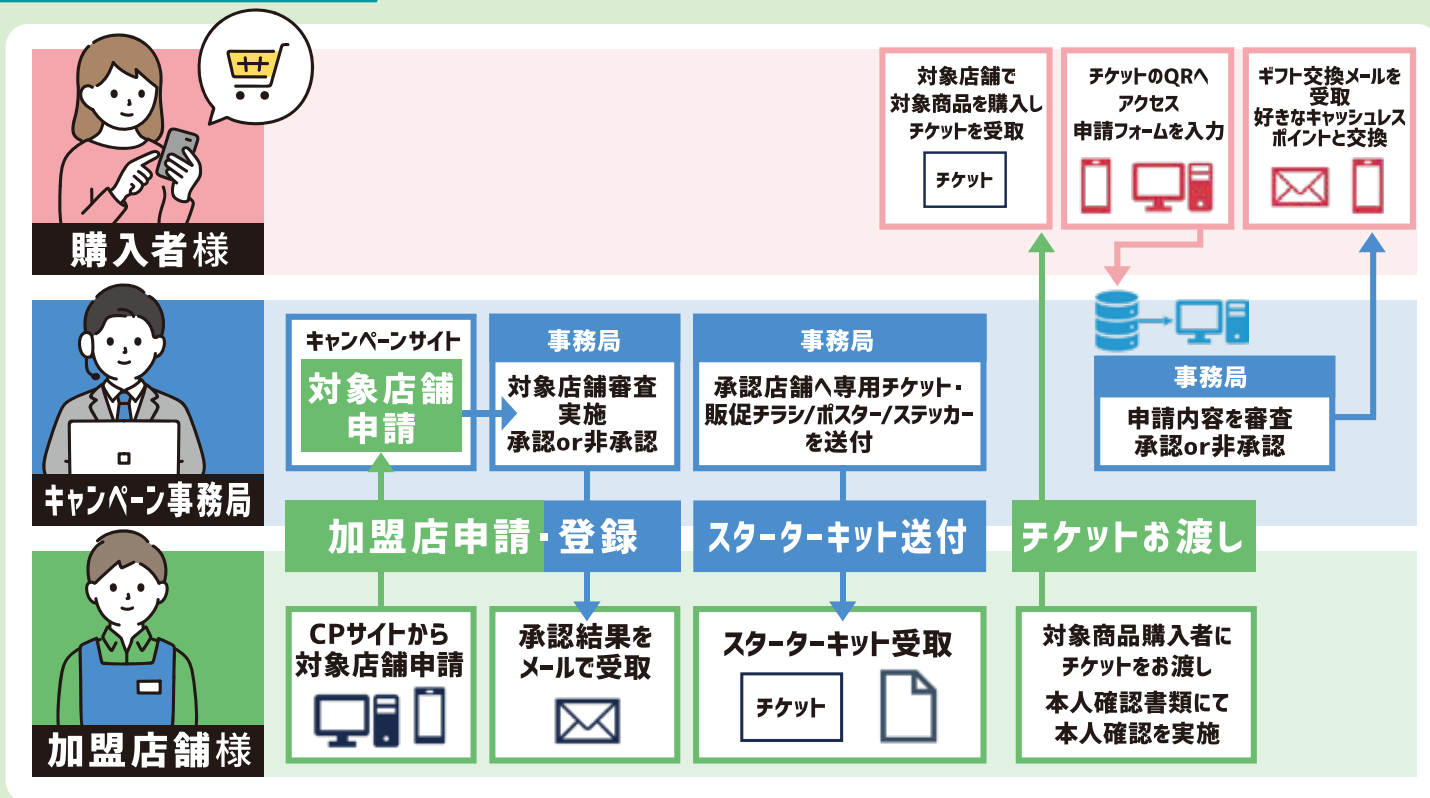 購入者様
対象店舗で
対象商品を購入し
チケットを受取
チケット
チケットのQRへ
アクセス
申請フォームを入力
ギフト交換メールを
受取
好きなキャッシュレス
ポイントと交換
キャンペーン事務局
キャンペーンサイト
対象店舗
申請
事務局
対象店舗審査
実施
承認or非承認
事務局
承認店舗へ専用チケット・
販促チラシ/ポスター/ステッカー
を送付
事務局
申請内容を審査
承認or非承認
加盟店申請・登録
スターターキット送付
チケットお渡し
加盟店舗様
CPサイトから
対象店舗申請
承認結果を
メールで受取
スターターキット受取
チケット
対象商品購入者に
チケットをお渡し
本人確認書類にて
本人確認を実施